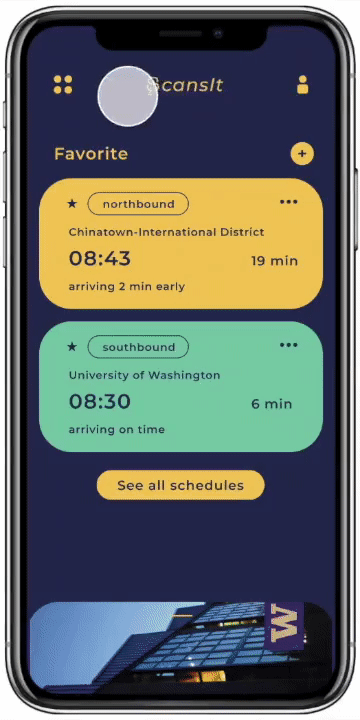 ScansIt
Favorite
+
★ northbound •••
Chinatown-International District
08:43
19 min
arriving 2 min early
★ southbound •••
University of Washington
08:30
6 min
arriving on time
See all schedules
W